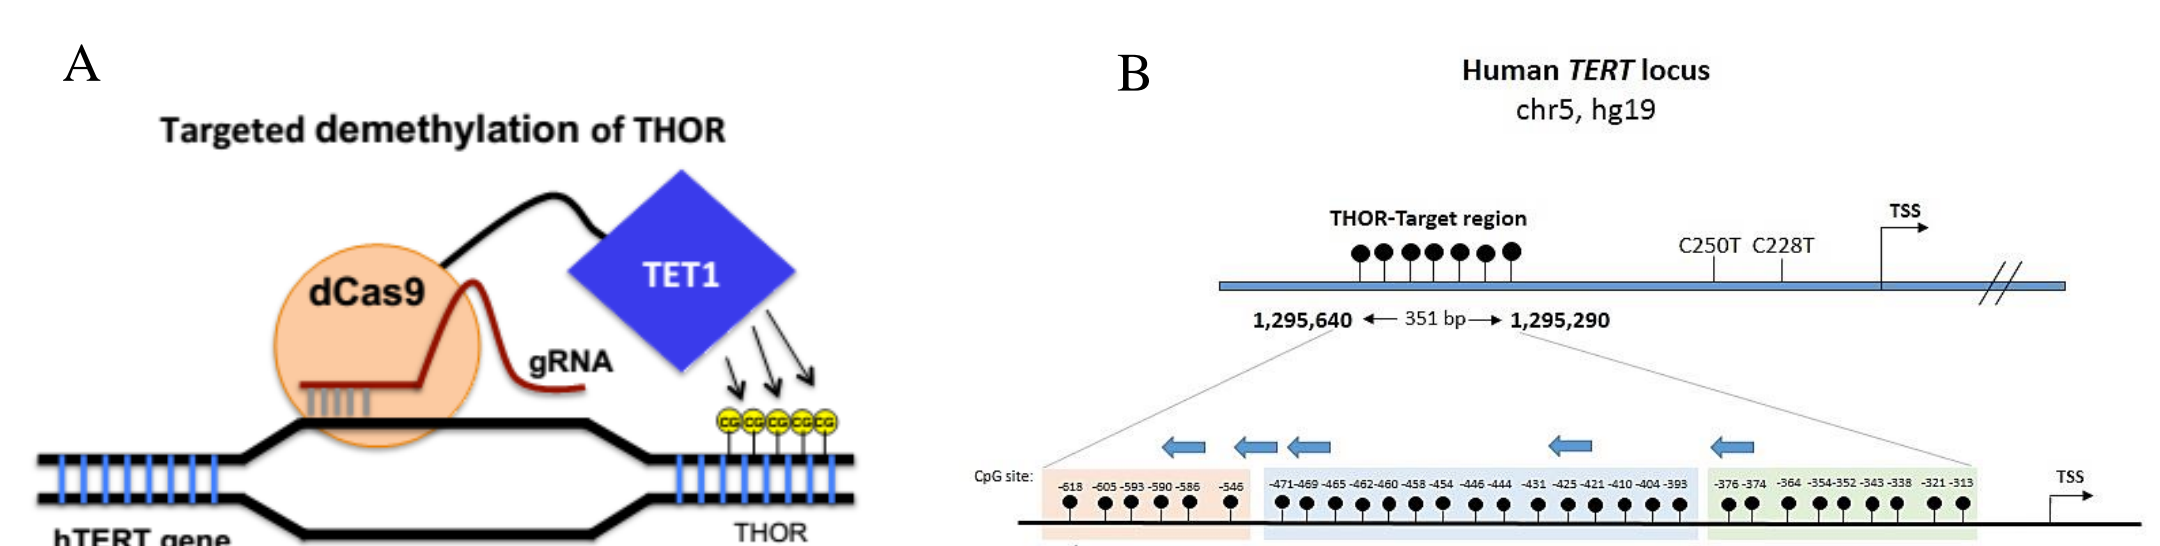 A
Targeted demethylation of THOR
dCas9
TET1
gRNA
CG CG CG CG CG
THOR
hTERT gene
B
Human TERT locus
chr5, hg19
THOR-Target region
C250T C228T
TSS
1,295,640 351 bp 1,295,290
CpG site:
-618 -605 -593 -590 -586 -546 -471 -469 -465 -462 -460 -458 -454 -446 -444 -431 -425 -421 -410 -404 -393 -376 -374 -364 -354 -352 -343 -338 -321 -313
TSS